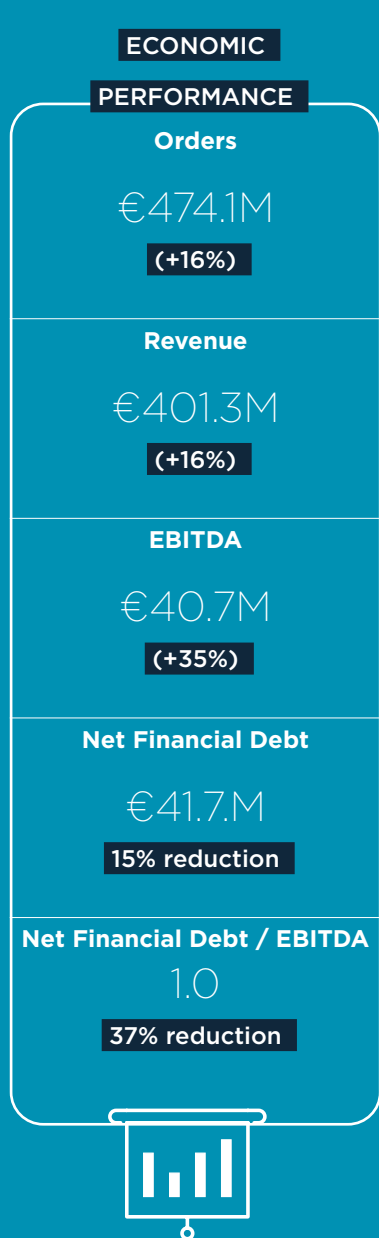 ECONOMIC
PERFORMANCE
Orders
€474.1M
(+16%)
Revenue
€401.3M
(+16%)
EBITDA
€40.7M
(+35%)
Net Financial Debt
€41.7.M
15% reduction
Net Financial Debt / EBITDA
1.0
37% reduction